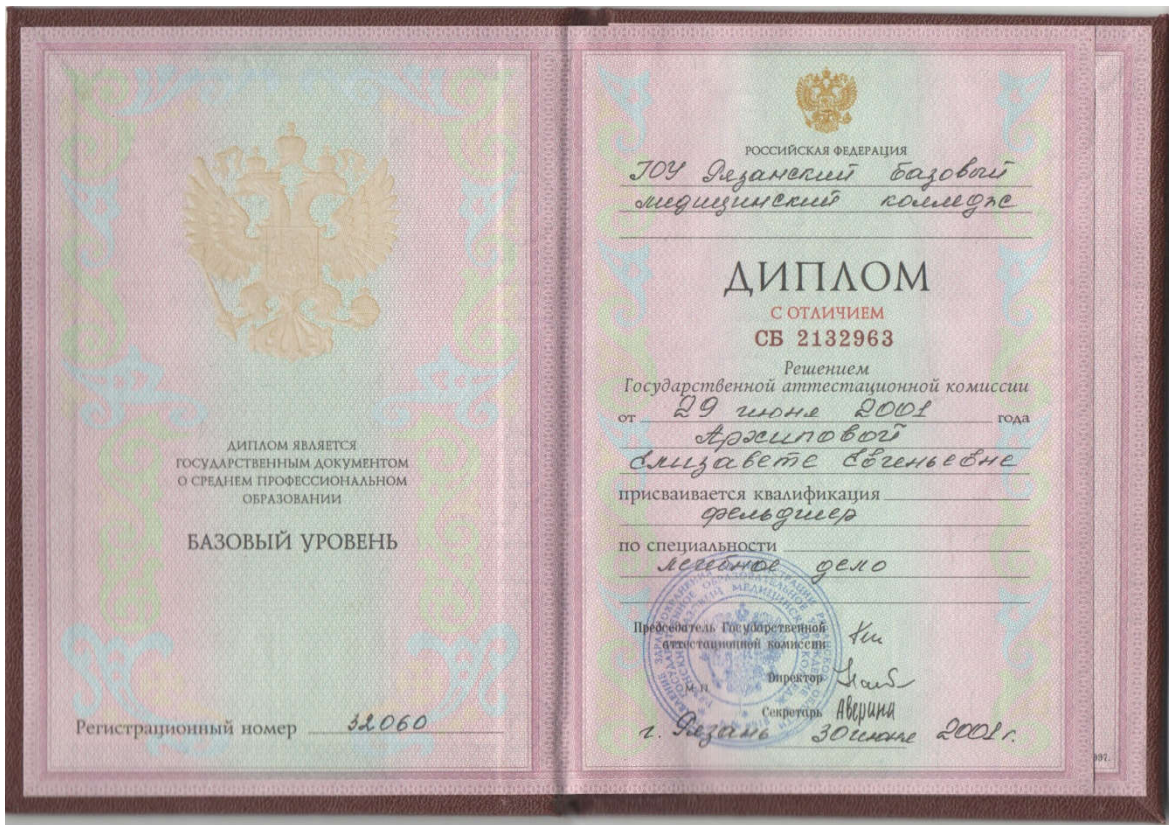 ДИПЛОМ ЯВЛЯЕТСЯ
ГОСУДАРСТВЕННЫМ ДОКУМЕНТОМ
О СРЕДНЕМ ПРОФЕССИОНАЛЬНОМ
ОБРАЗОВАНИИ
БАЗОВЫЙ УРОВЕНЬ
Регистрационный номер 32060
РОССИЙСКАЯ ФЕДЕРАЦИЯ
ГОУ Рязанский базовый
медицинский колледж
ДИПЛОМ
С ОТЛИЧИЕМ
СБ 2132963
Решением
Государственной аттестационной комиссии
от 29 июня 2001 года
Архиповой
Елизавете Евгеньевне
присваивается квалификация
фельдшер
по специальности
лечебное дело
Председатель Государственной
аттестационной комиссии
Директор
М.П.
Секретарь Аверина
г. Рязань 30 июня 2001 г.